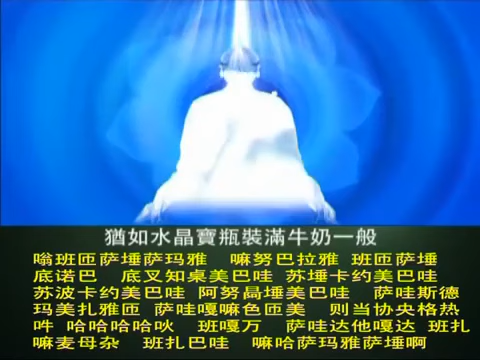 猶如水晶寶瓶裝滿牛奶一般
嗡班匝萨埵萨玛雅 嘛努巴拉雅 班匝萨埵
底诺巴 底叉知桌美巴哇 苏埵卡约美巴哇
苏波卡约美巴哇 阿努曷埵美巴哇 萨哇斯德
玛美扎雅匝 萨哇嘎嘛色匝美 则当协央格热
吽 哈哈哈哈伙 班嘎万 萨哇达他嘎达 班扎
嘛麦母杂 班扎巴哇 嘛哈萨玛雅萨埵啊